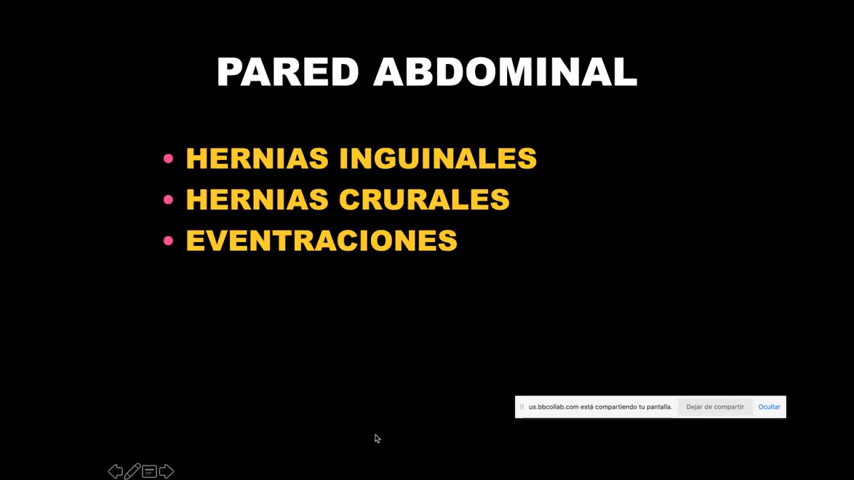 PARED ABDOMINAL
• HERNIAS INGUINALES
• HERNIAS CRURALES
• EVENTRACIONES
us.bbcollab.com está compartiendo tu pantalla. Dejar de compartir Ocultar